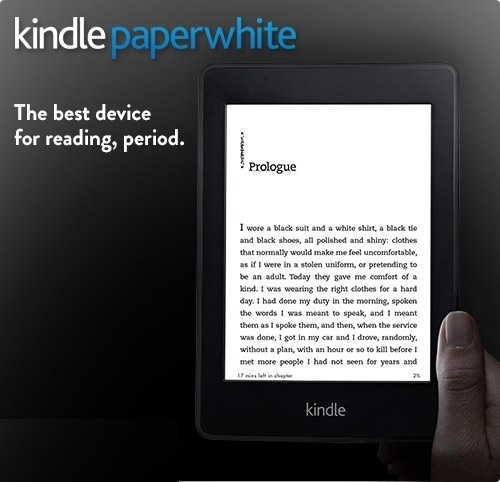 kindle paperwhite
The best device
for reading, period.
Prologue
I wore a black suit and a white shirt, a black tie
and black shoes, all polished and shiny: clothes
that normally would make me feel uncomfortable,
as if I were in a stolen uniform, or pretending to
be an adult. Today they gave me comfort of a
kind. I was wearing the right clothes for a hard
day. I had done my duty in the morning, spoken
the words I was meant to speak, and I meant
them as I spoke them, and then, when the service
was done, I got in my car and I drove, randomly,
without a plan, with an hour or so to kill before I
met more people I had not seen for years and
17 mins left in chapter 2%
kindle